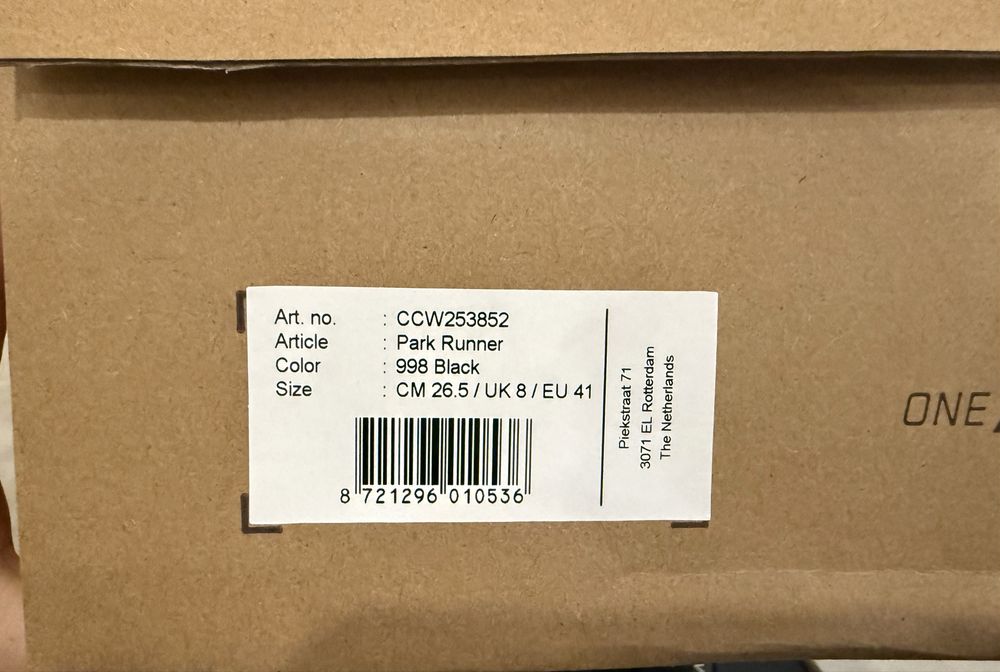 Art. no. : CCW253852
Article : Park Runner
Color : 998 Black
Size : CM 26.5 / UK 8 / EU 41
8 721296 010536
Piekstraat 71
3071 EL Rotterdam
The Netherlands
ONE